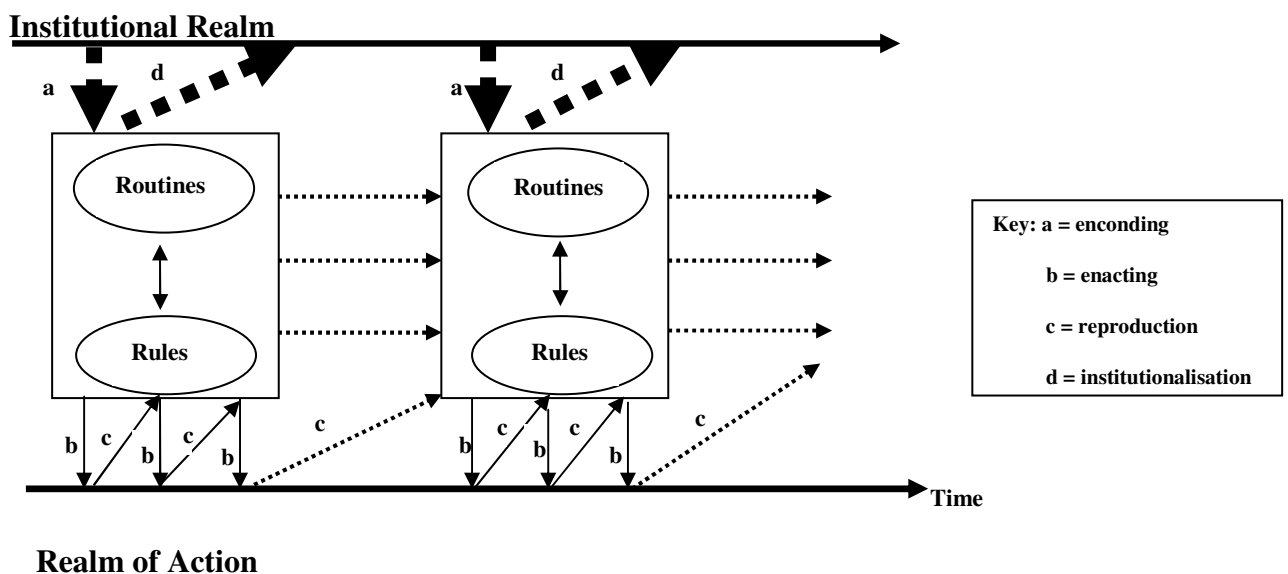 Institutional Realm
a
d
a
d
Routines
Routines
Key: a = enconding
b = enacting
c = reproduction
d = institutionalisation
Rules
Rules
b
c
b
c
b
c
b
c
b
c
b
c
Time
Realm of Action